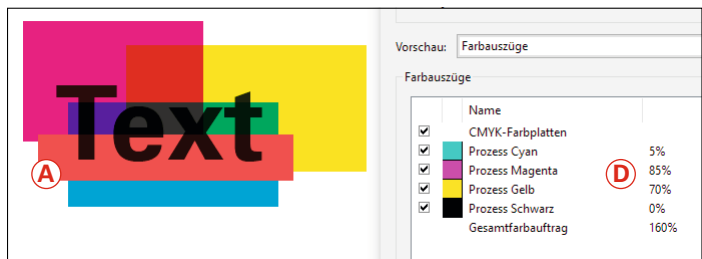 Text
A
Vorschau: Farbauszüge
Farbauszüge
Name
CMYK-Farbplatten
Prozess Cyan 5%
Prozess Magenta 85%
D
Prozess Gelb 70%
Prozess Schwarz 0%
Gesamtfarbauftrag 160%